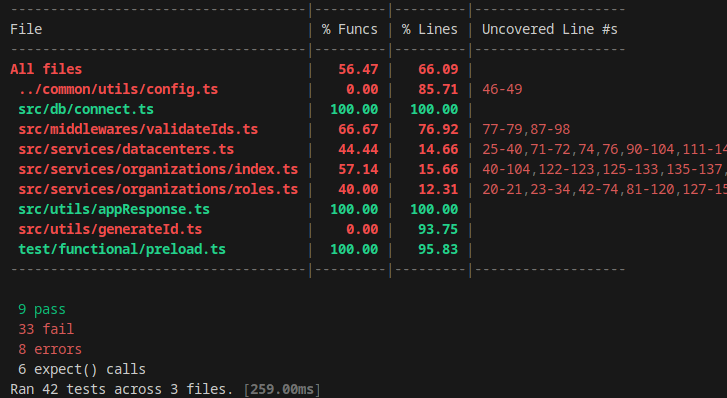 -------------------------------------|---------|---------|-------------------
File                                 | % Funcs | % Lines | Uncovered Line #s
-------------------------------------|---------|---------|-------------------
All files                            |   56.47 |   66.09 |
 ../common/utils/config.ts           |    0.00 |   85.71 | 46-49
 src/db/connect.ts                   |  100.00 |  100.00 |
 src/middlewares/validateIds.ts      |   66.67 |   76.92 | 77-79,87-98
 src/services/datacenters.ts         |   44.44 |   14.66 | 25-40,71-72,74,76,90-104,111-14
 src/services/organizations/index.ts |   57.14 |   15.66 | 40-104,122-123,125-133,135-137,
 src/services/organizations/roles.ts |   40.00 |   12.31 | 20-21,23-34,42-74,81-120,127-15
 src/utils/appResponse.ts            |  100.00 |  100.00 |
 src/utils/generateId.ts             |    0.00 |   93.75 |
 test/functional/preload.ts          |  100.00 |   95.83 |
-------------------------------------|---------|---------|-------------------
 9 pass
 33 fail
 8 errors
 6 expect() calls
Ran 42 tests across 3 files. [259.00ms]